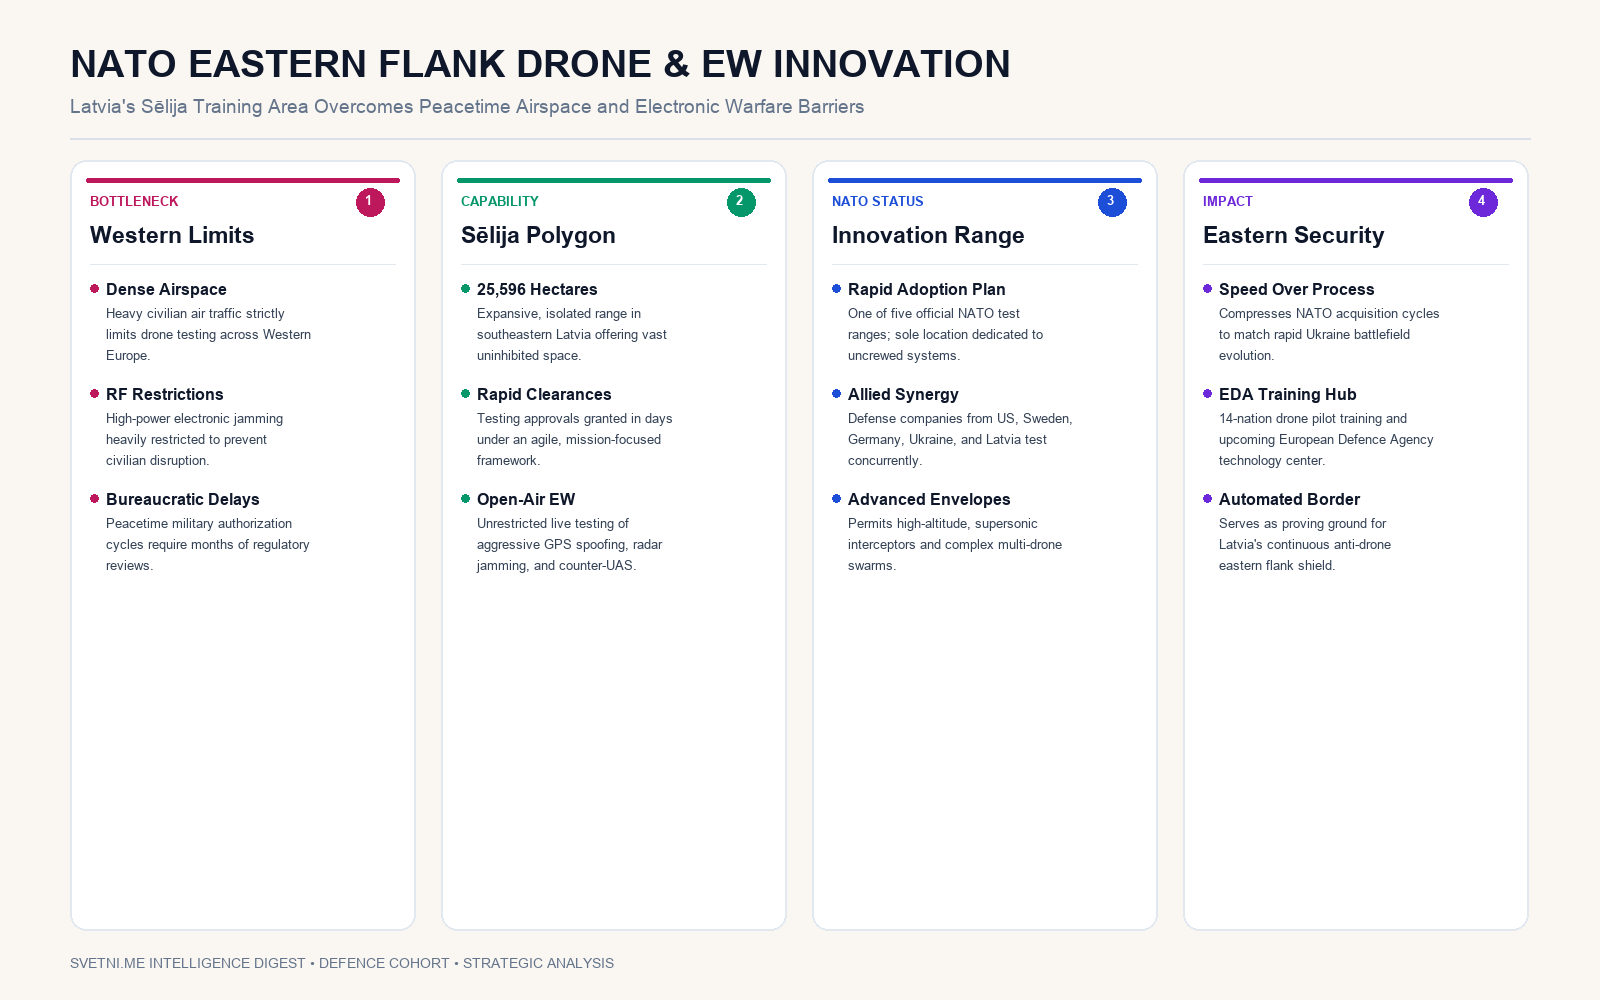 NATO EASTERN FLANK DRONE & EW INNOVATION
Latvia's Sēlija Training Area Overcomes Peacetime Airspace and Electronic Warfare Barriers
BOTTLENECK
1
Western Limits
Dense Airspace
Heavy civilian air traffic strictly
limits drone testing across Western
Europe.
RF Restrictions
High-power electronic jamming
heavily restricted to prevent
civilian disruption.
Bureaucratic Delays
Peacetime military authorization
cycles require months of regulatory
reviews.
CAPABILITY
2
Sēlija Polygon
25,596 Hectares
Expansive, isolated range in
southeastern Latvia offering vast
uninhibited space.
Rapid Clearances
Testing approvals granted in days
under an agile, mission-focused
framework.
Open-Air EW
Unrestricted live testing of
aggressive GPS spoofing, radar
jamming, and counter-UAS.
NATO STATUS
3
Innovation Range
Rapid Adoption Plan
One of five official NATO test
ranges; sole location dedicated to
uncrewed systems.
Allied Synergy
Defense companies from US, Sweden,
Germany, Ukraine, and Latvia test
concurrently.
Advanced Envelopes
Permits high-altitude, supersonic
interceptors and complex multi-drone
swarms.
IMPACT
4
Eastern Security
Speed Over Process
Compresses NATO acquisition cycles
to match rapid Ukraine battlefield
evolution.
EDA Training Hub
14-nation drone pilot training and
upcoming European Defence Agency
technology center.
Automated Border
Serves as proving ground for
Latvia's continuous anti-drone
eastern flank shield.
SVETNI.ME INTELLIGENCE DIGEST • DEFENCE COHORT • STRATEGIC ANALYSIS